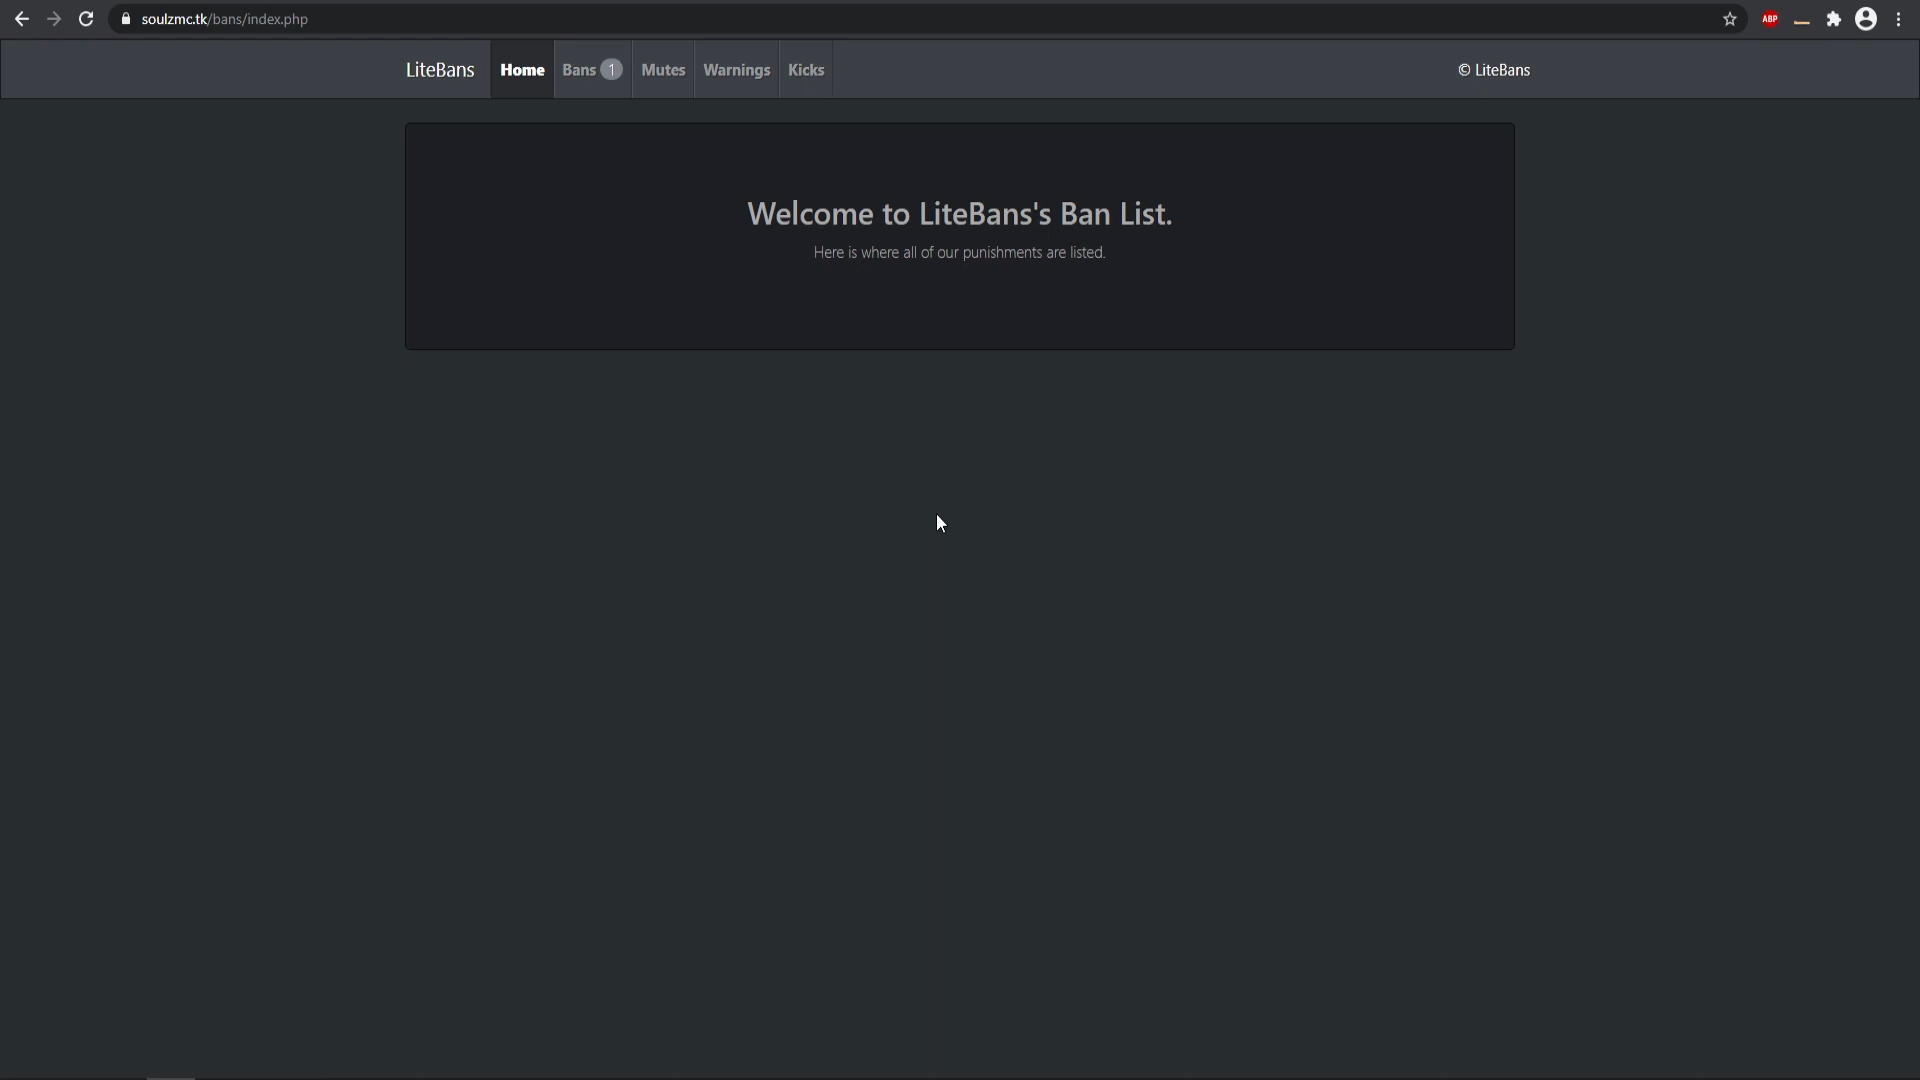 soulzmc.tk/bans/index.php
ABP
LiteBans Home Bans 1 Mutes Warnings Kicks © LiteBans
Welcome to LiteBans's Ban List.
Here is where all of our punishments are listed.